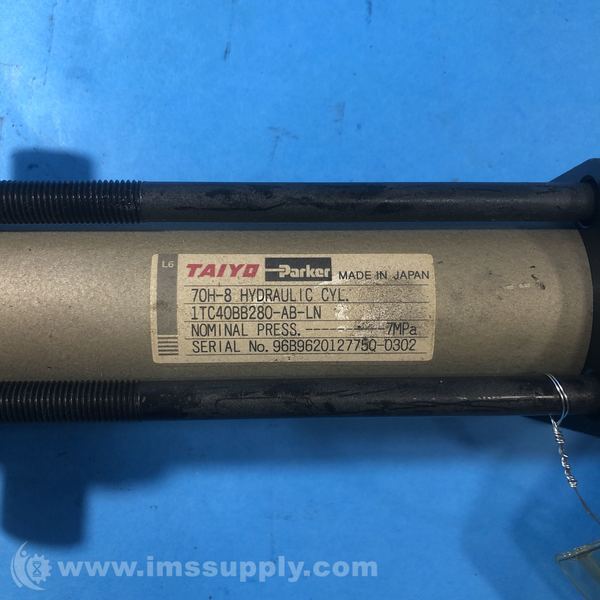 L6 TAIYO Parker MADE IN JAPAN
70H-8 HYDRAULIC CYL.
1TC40BB280-AB-LN
NOMINAL PRESS. ---------- 7MPa
SERIAL No. 96B962012775Q-0302
www.imssupply.com
ims